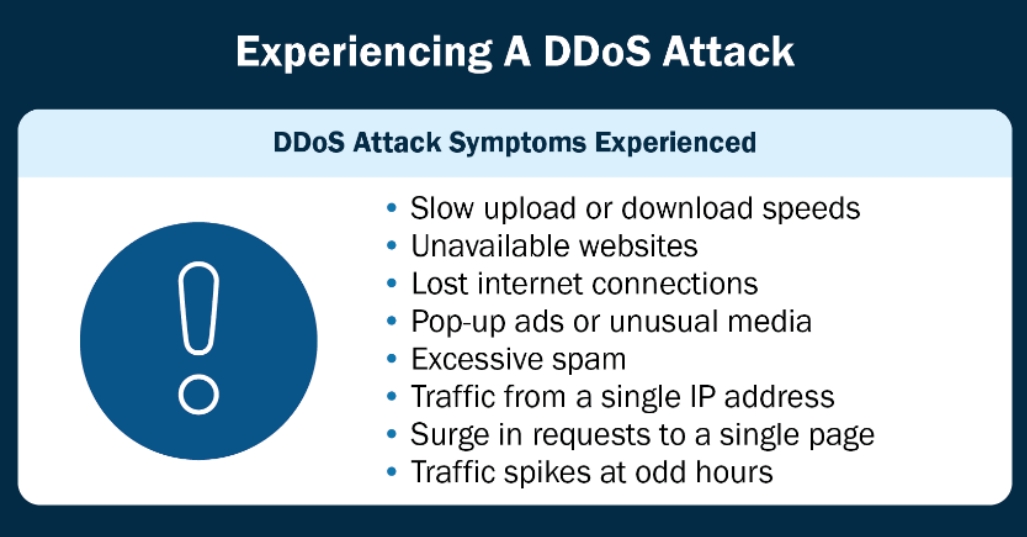 Experiencing A DDoS Attack
DDoS Attack Symptoms Experienced
• Slow upload or download speeds
• Unavailable websites
• Lost internet connections
• Pop-up ads or unusual media
• Excessive spam
• Traffic from a single IP address
• Surge in requests to a single page
• Traffic spikes at odd hours